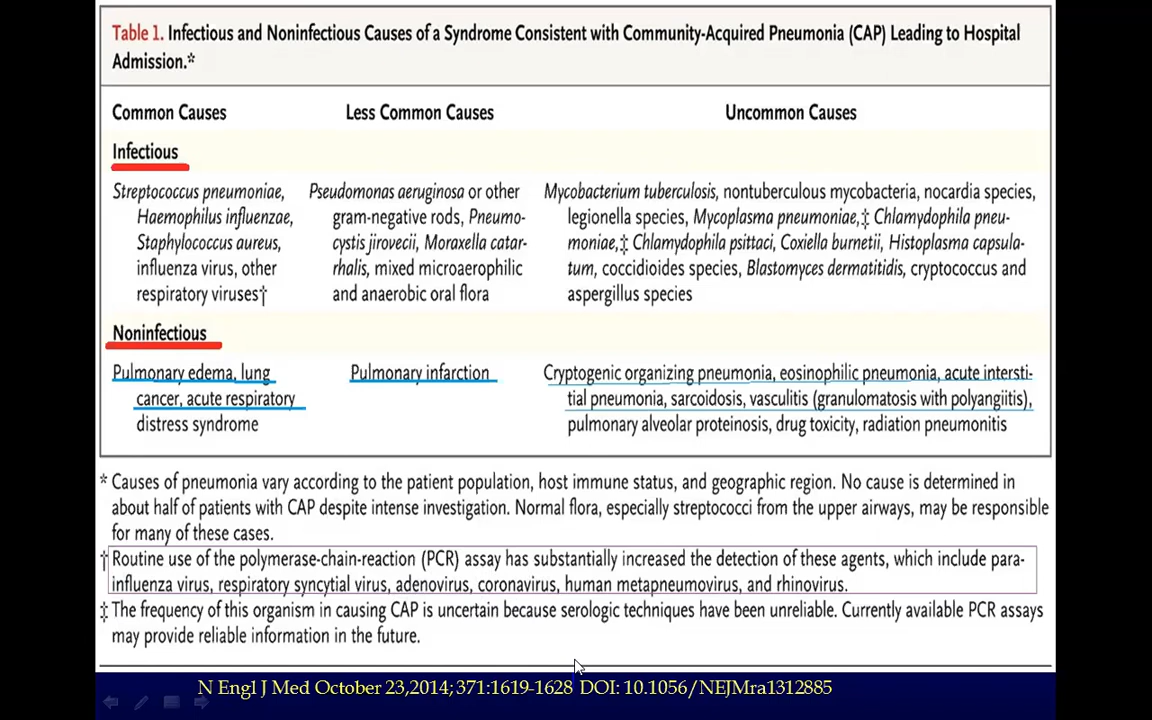 Table 1. Infectious and Noninfectious Causes of a Syndrome Consistent with Community-Acquired Pneumonia (CAP) Leading to Hospital
Admission.*
Common Causes
Less Common Causes
Uncommon Causes
Infectious
Streptococcus pneumoniae,
Haemophilus influenzae,
Staphylococcus aureus,
influenza virus, other
respiratory viruses†
Pseudomonas aeruginosa or other
gram-negative rods, Pneumo-
cystis jirovecii, Moraxella catar-
rhalis, mixed microaerophilic
and anaerobic oral flora
Mycobacterium tuberculosis, nontuberculous mycobacteria, nocardia species,
legionella species, Mycoplasma pneumoniae,‡ Chlamydophila pneu-
moniae,‡ Chlamydophila psittaci, Coxiella burnetii, Histoplasma capsula-
tum, coccidioides species, Blastomyces dermatitidis, cryptococcus and
aspergillus species
Noninfectious
Pulmonary edema, lung
cancer, acute respiratory
distress syndrome
Pulmonary infarction
Cryptogenic organizing pneumonia, eosinophilic pneumonia, acute intersti-
tial pneumonia, sarcoidosis, vasculitis (granulomatosis with polyangiitis),
pulmonary alveolar proteinosis, drug toxicity, radiation pneumonitis
* Causes of pneumonia vary according to the patient population, host immune status, and geographic region. No cause is determined in
about half of patients with CAP despite intense investigation. Normal flora, especially streptococci from the upper airways, may be responsible
for many of these cases.
† Routine use of the polymerase-chain-reaction (PCR) assay has substantially increased the detection of these agents, which include para-
influenza virus, respiratory syncytial virus, adenovirus, coronavirus, human metapneumovirus, and rhinovirus.
‡ The frequency of this organism in causing CAP is uncertain because serologic techniques have been unreliable. Currently available PCR assays
may provide reliable information in the future.
N Engl J Med October 23,2014; 371:1619-1628 DOI: 10.1056/NEJMra1312885